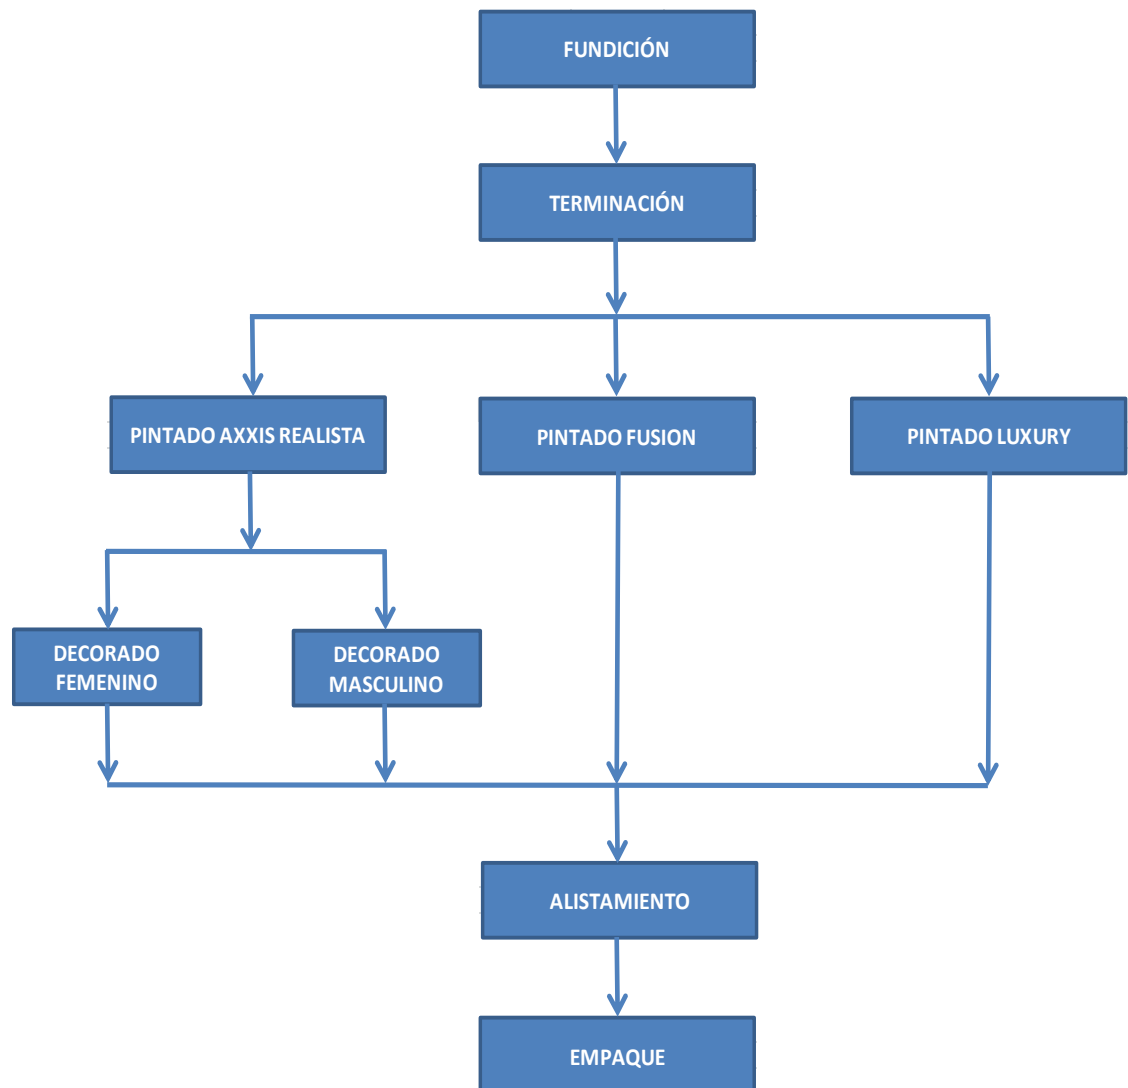 FUNDICIÓN
TERMINACIÓN
PINTADO AXXIS REALISTA
PINTADO FUSION
PINTADO LUXURY
DECORADO
FEMENINO
DECORADO
MASCULINO
ALISTAMIENTO
EMPAQUE